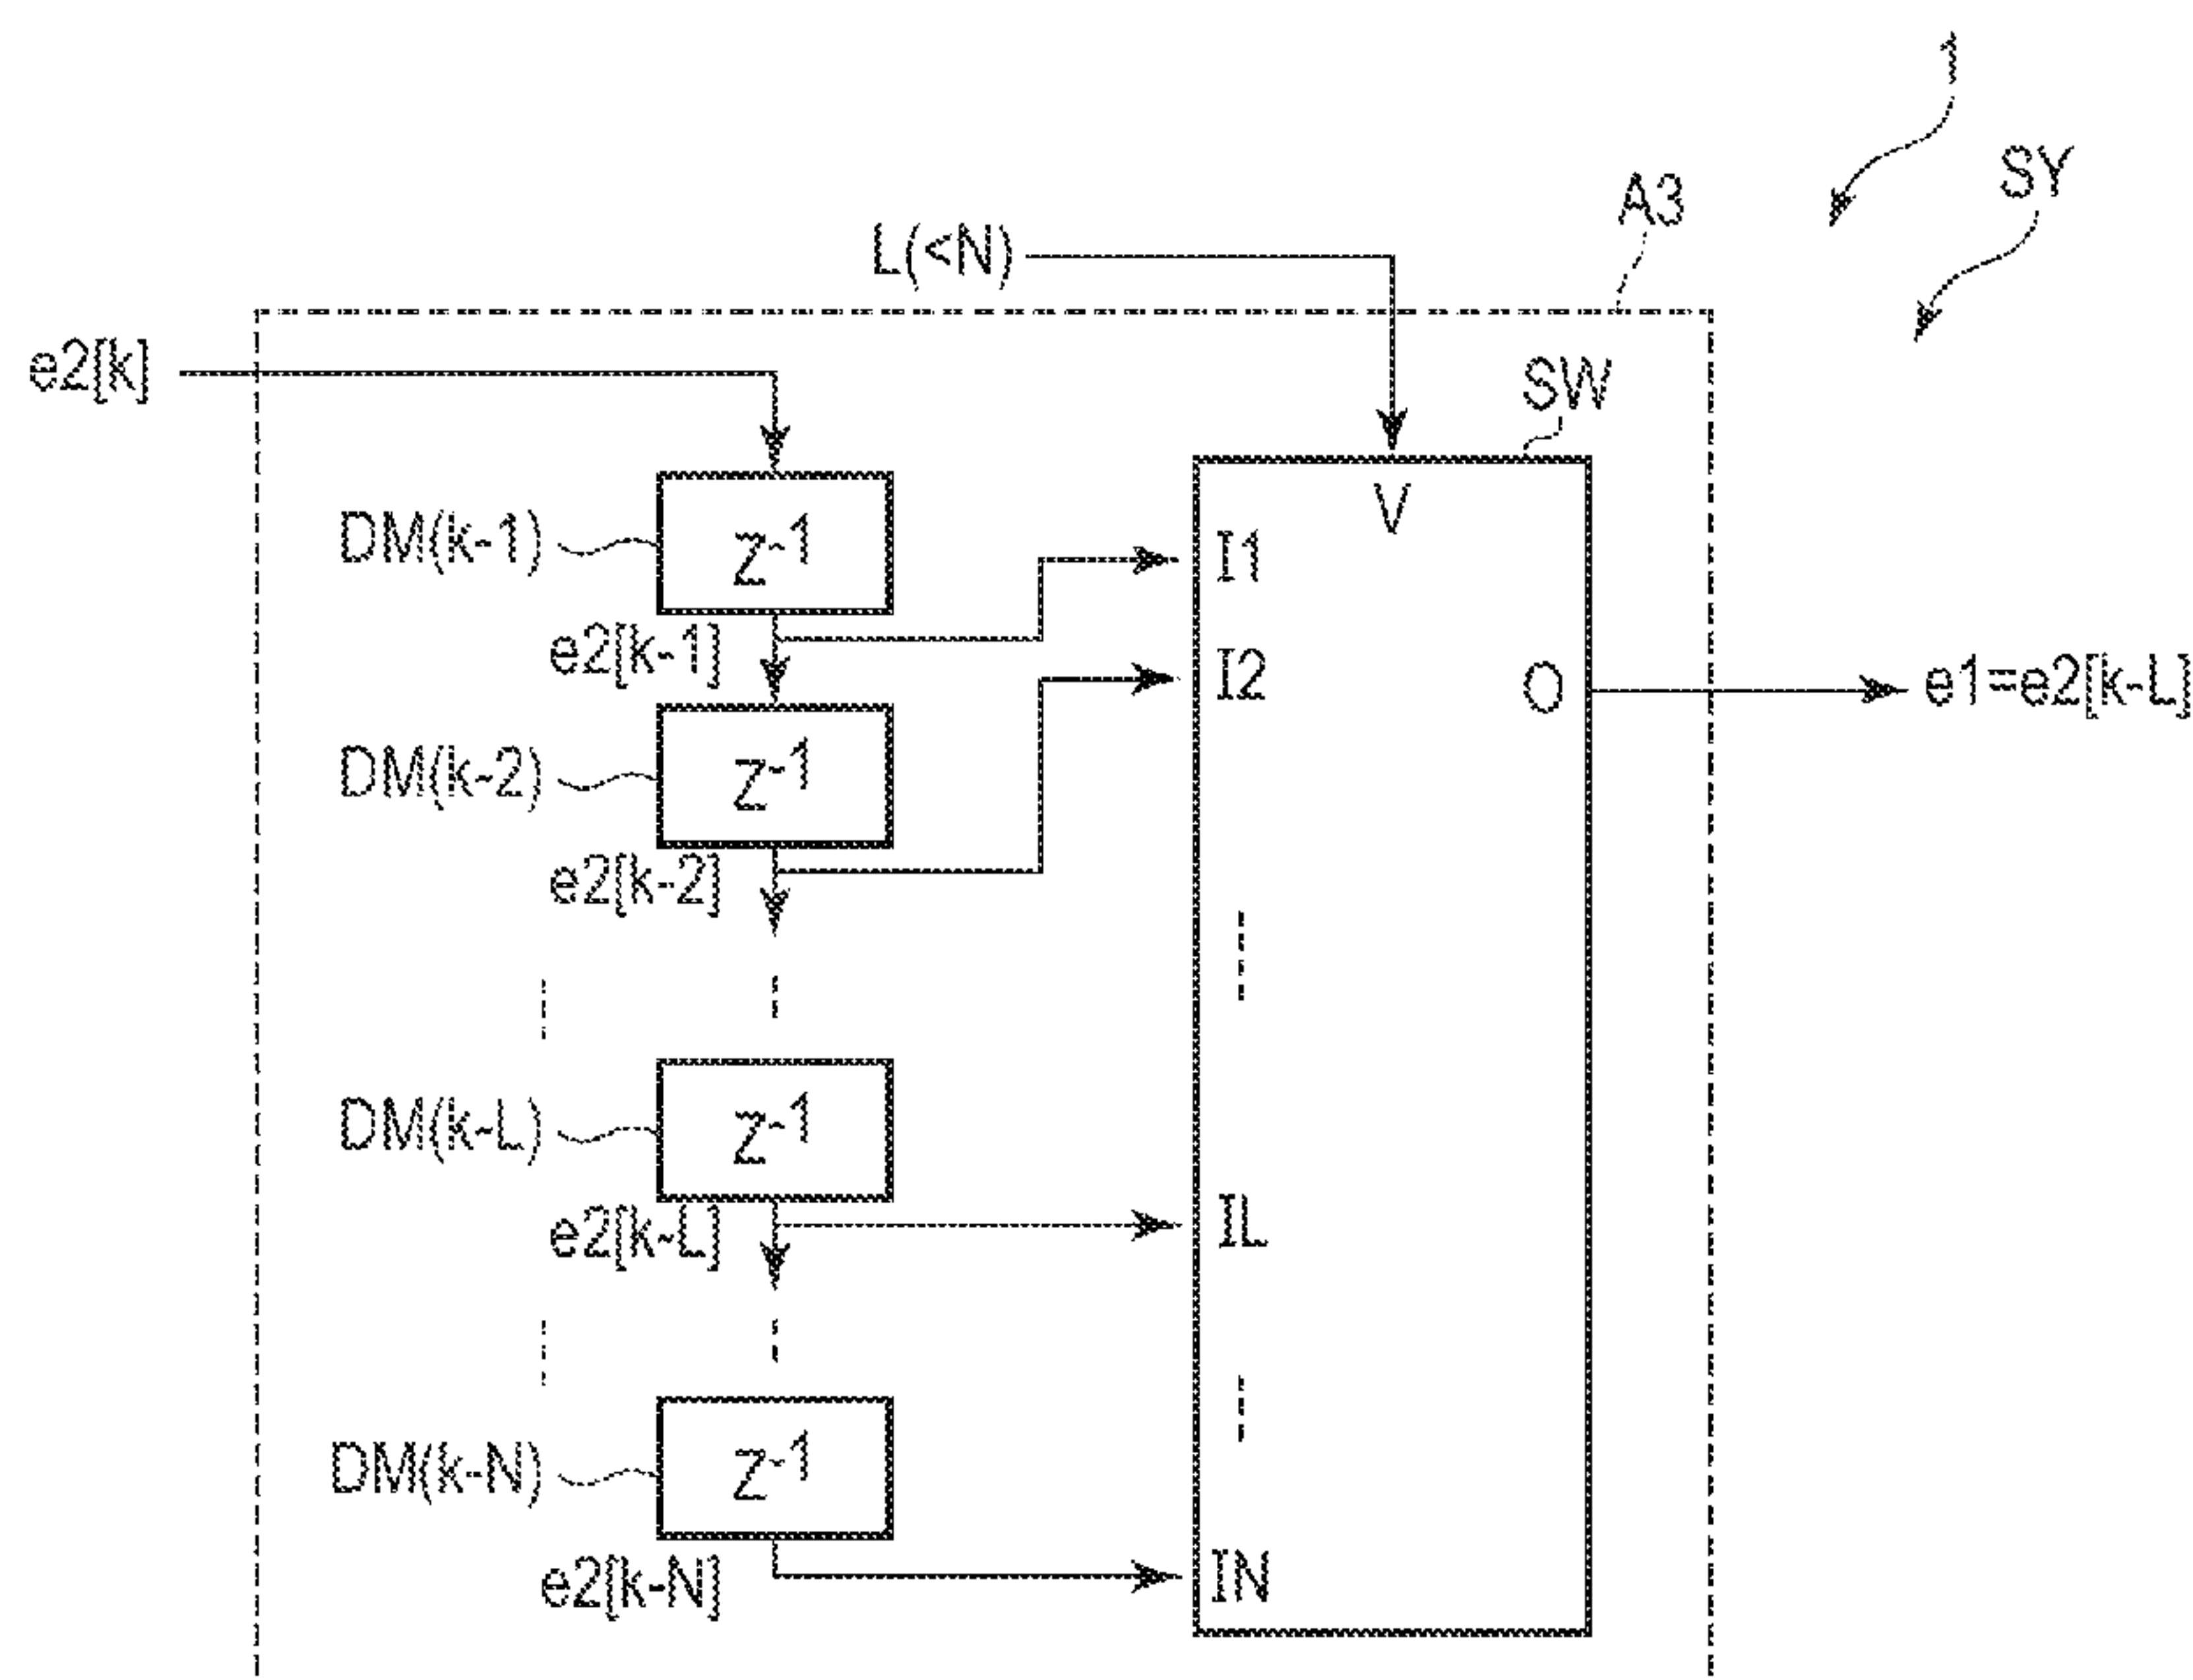 1
SY
A3
L(<N)
e2[k]
SW
V
DM(k-1)
z-1
I1
e2[k-1]
I2
O
e1=e2[k-L]
DM(k-2)
z-1
e2[k-2]
DM(k-L)
z-1
e2[k-L]
IL
DM(k-N)
z-1
e2[k-N]
IN